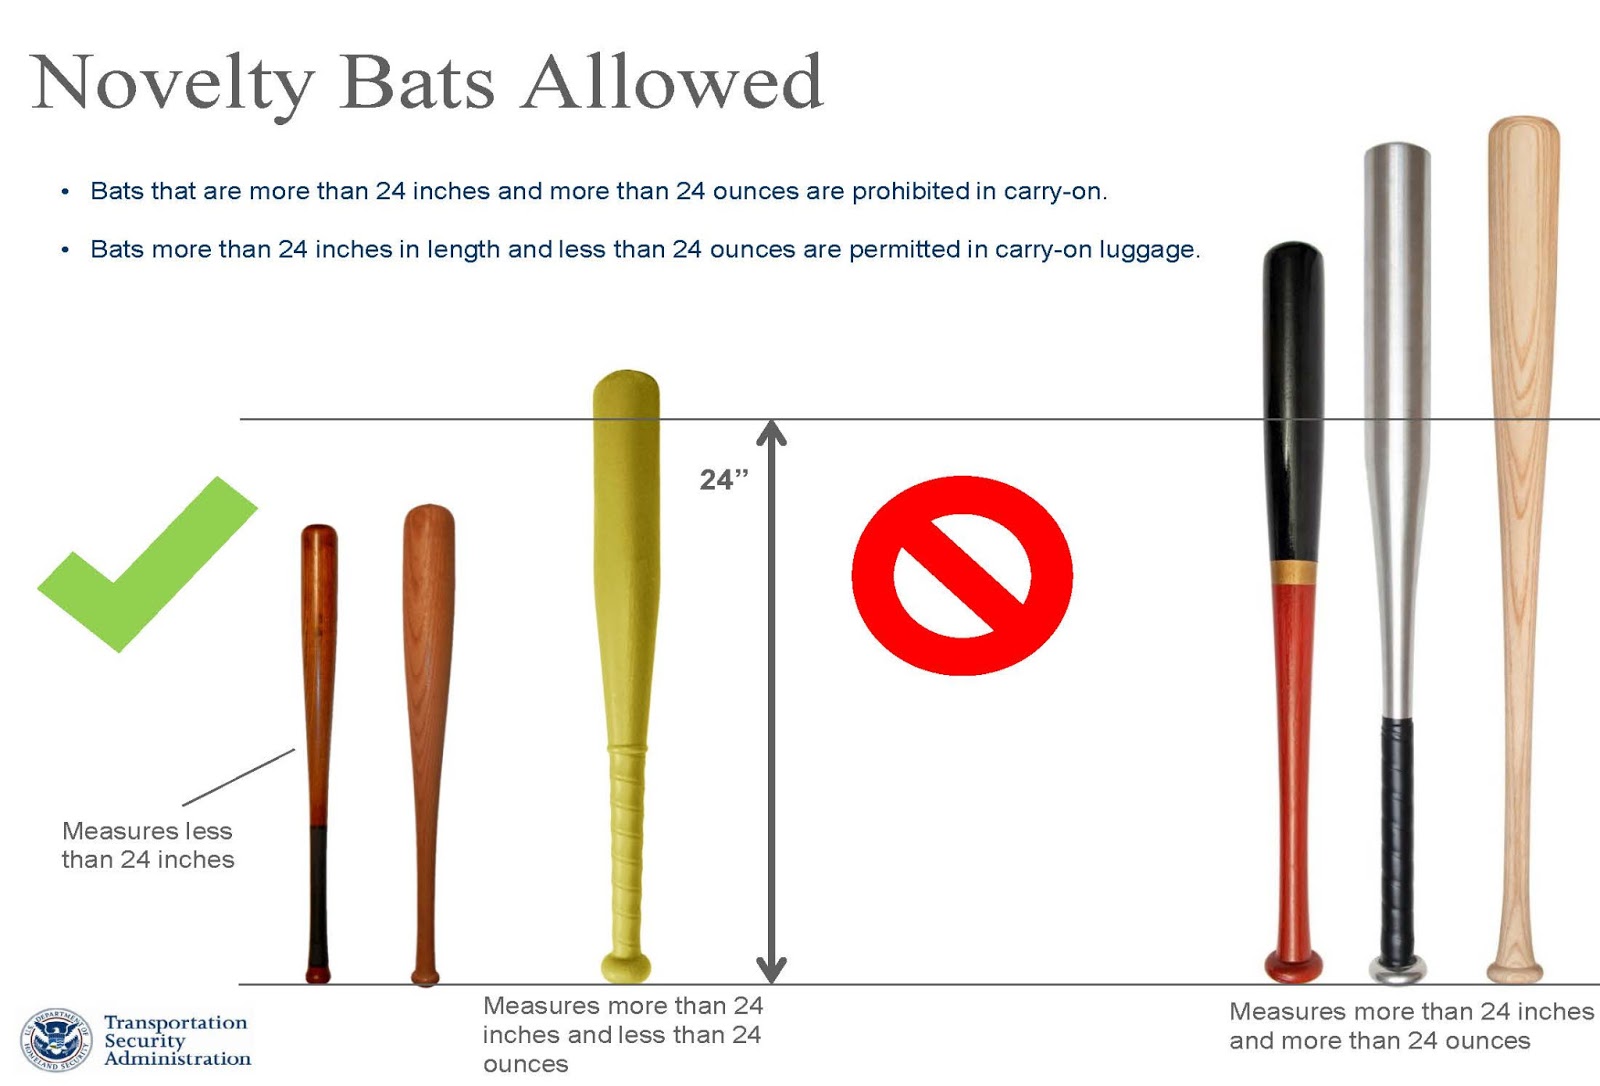 Novelty Bats Allowed
• Bats that are more than 24 inches and more than 24 ounces are prohibited in carry-on.
• Bats more than 24 inches in length and less than 24 ounces are permitted in carry-on luggage.
24”
Measures less
than 24 inches
Measures more than 24
inches and less than 24
ounces
Measures more than 24 inches
and more than 24 ounces
U.S. DEPARTMENT OF HOMELAND SECURITY
Transportation
Security
Administration